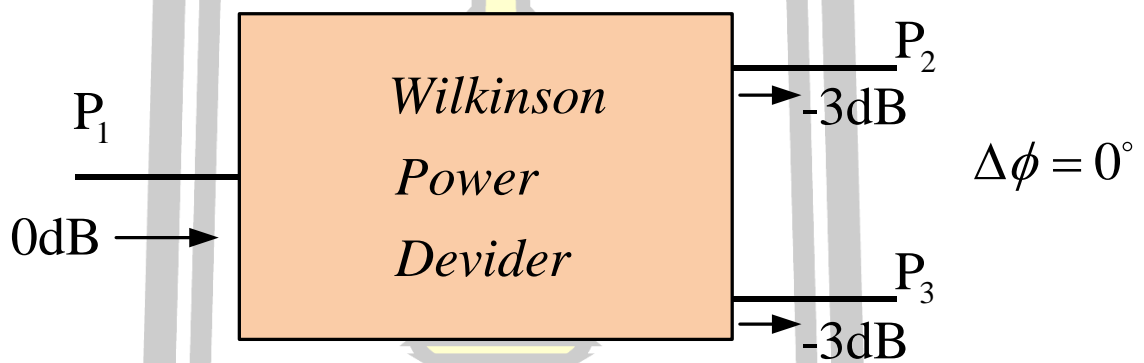 P₁
0dB
Wilkinson
Power
Devider
P₂
-3dB
Δϕ = 0°
P₃
-3dB